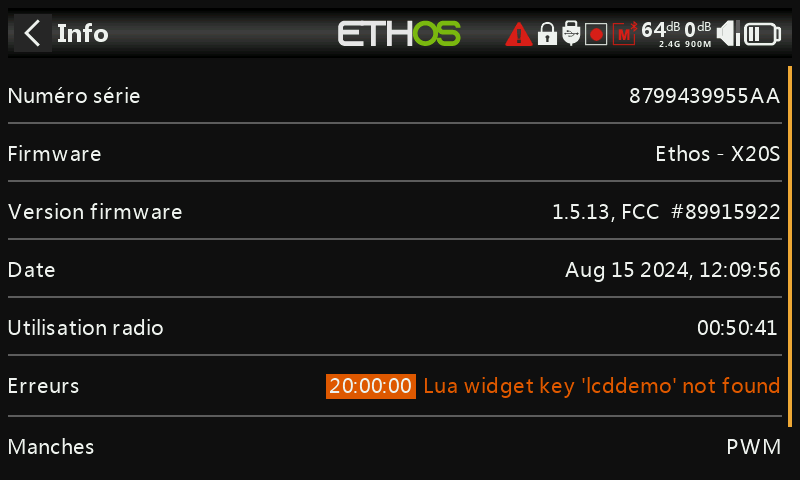 Info
ETHOS
64dB 0dB
2.4G 900M
Numéro série 8799439955AA
Firmware Ethos - X20S
Version firmware 1.5.13, FCC #89915922
Date Aug 15 2024, 12:09:56
Utilisation radio 00:50:41
Erreurs 20:00:00 Lua widget key 'lcddemo' not found
Manches PWM